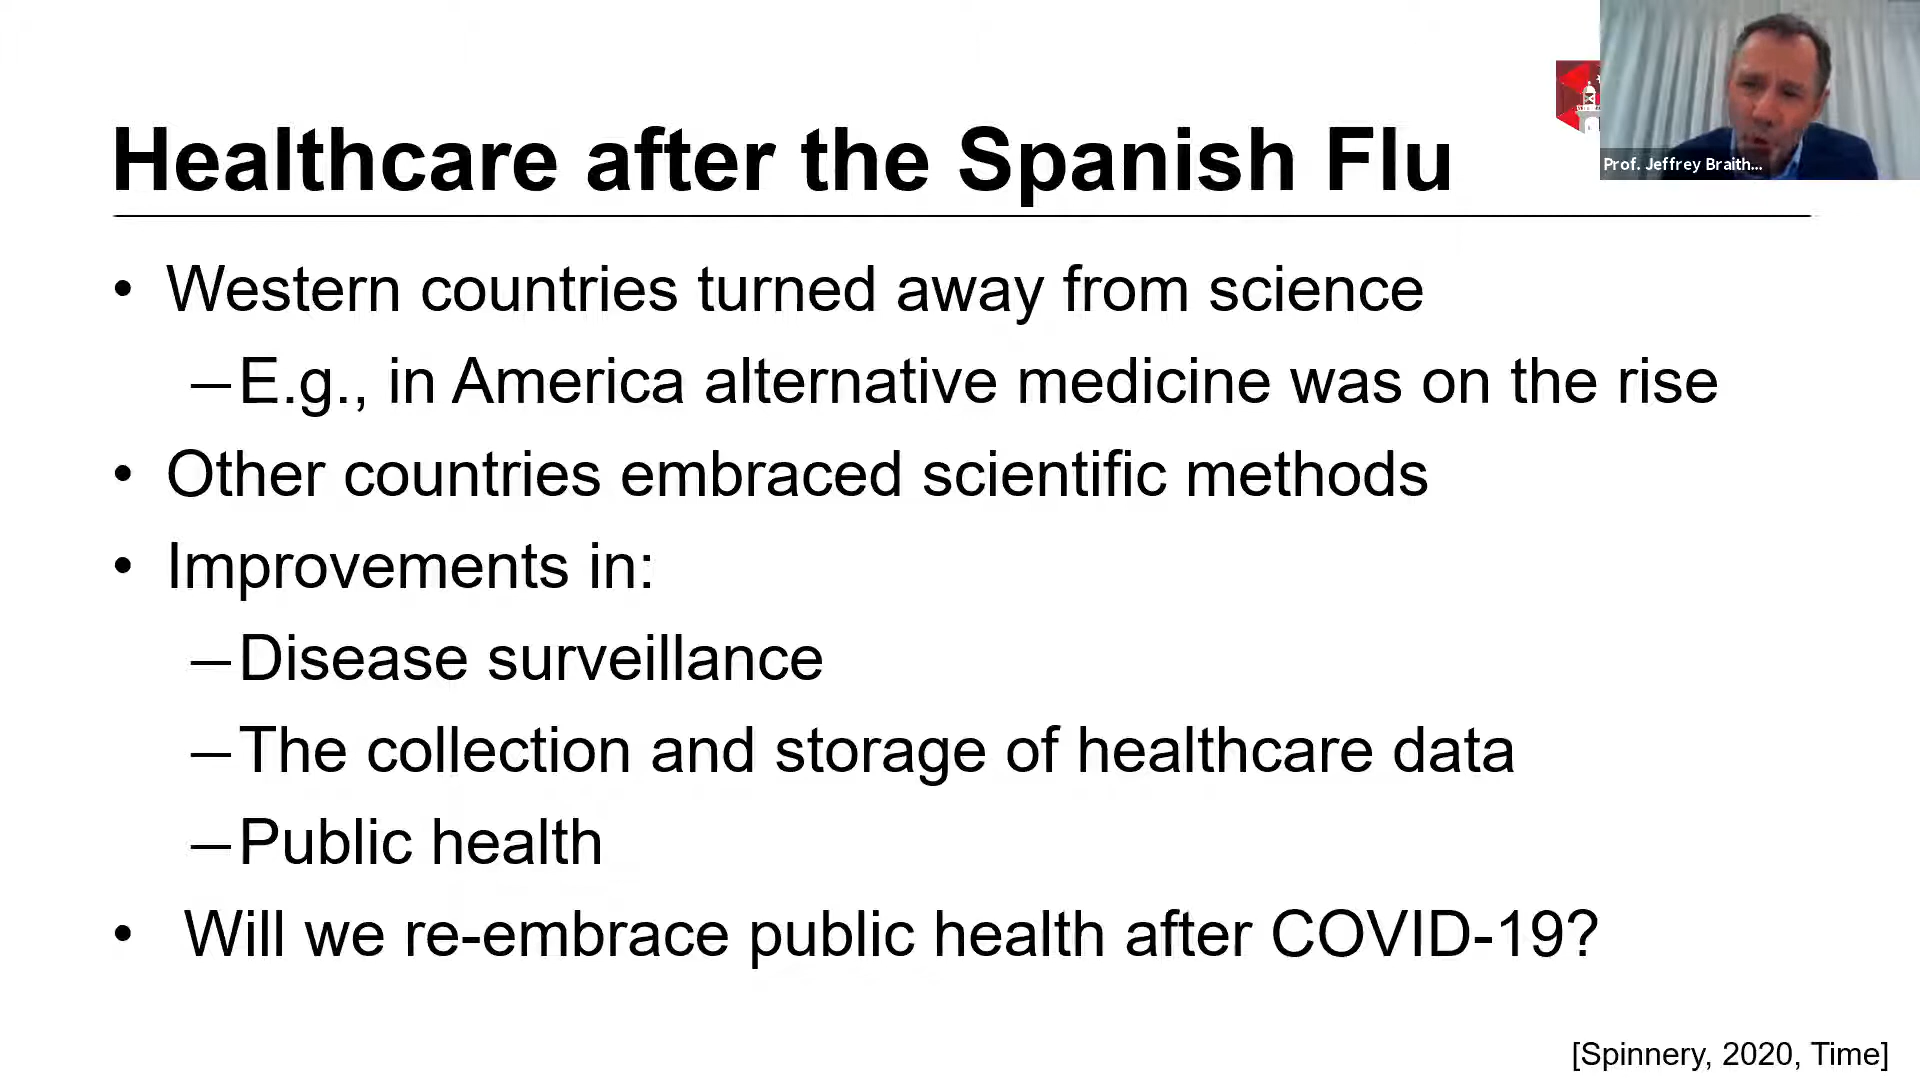 Healthcare after the Spanish Flu
Prof. Jeffrey Braith...
• Western countries turned away from science
–E.g., in America alternative medicine was on the rise
• Other countries embraced scientific methods
• Improvements in:
–Disease surveillance
–The collection and storage of healthcare data
–Public health
• Will we re-embrace public health after COVID-19?
[Spinnery, 2020, Time]